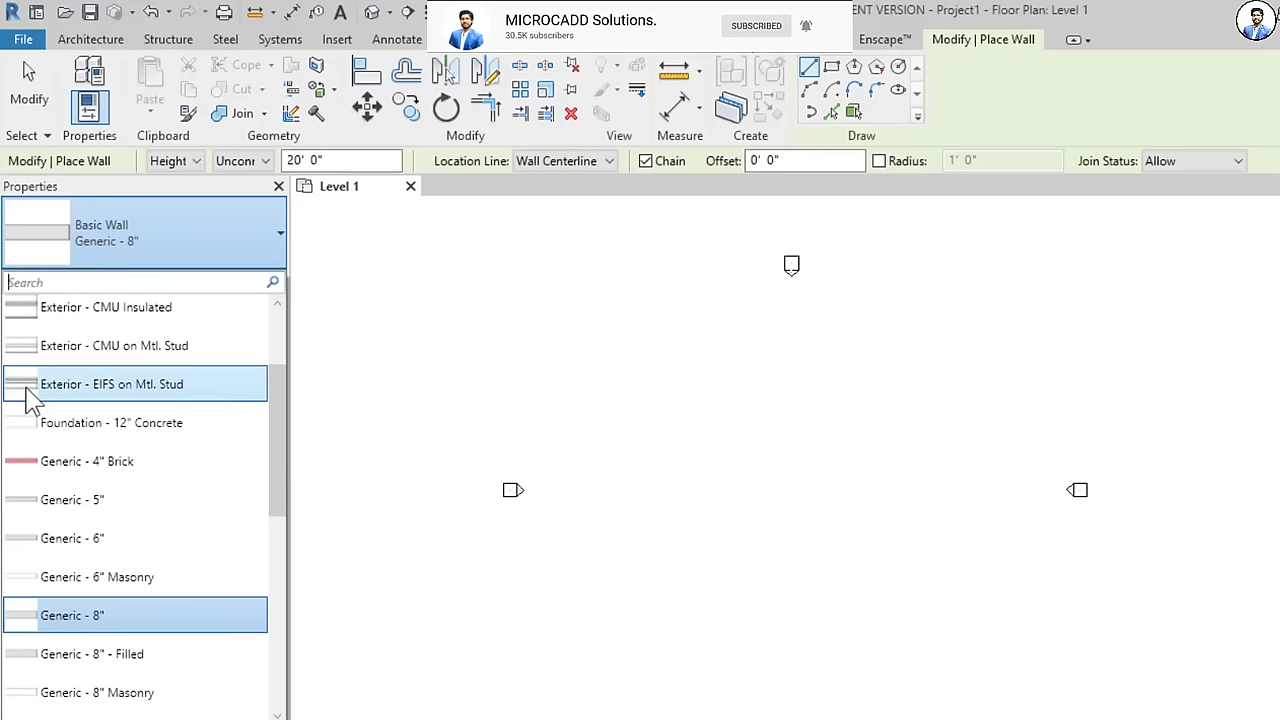 MICROCADD Solutions.
30.5K subscribers
SUBSCRIBED
ENT VERSION - Project1 - Floor Plan: Level 1
File
Architecture
Structure
Steel
Systems
Insert
Annotate
Enscape™
Modify | Place Wall
Cope
Cut
Join
Modify
Paste
Select
Properties
Clipboard
Geometry
Modify
View
Measure
Create
Draw
Modify | Place Wall
Height
Unconr
20' 0"
Location Line:
Wall Centerline
Chain
Offset:
0' 0"
Radius:
1' 0"
Join Status:
Allow
Properties
Level 1
Basic Wall
Generic - 8"
Search
Exterior - CMU Insulated
Exterior - CMU on Mtl. Stud
Exterior - EIFS on Mtl. Stud
Foundation - 12" Concrete
Generic - 4" Brick
Generic - 5"
Generic - 6"
Generic - 6" Masonry
Generic - 8"
Generic - 8" - Filled
Generic - 8" Masonry